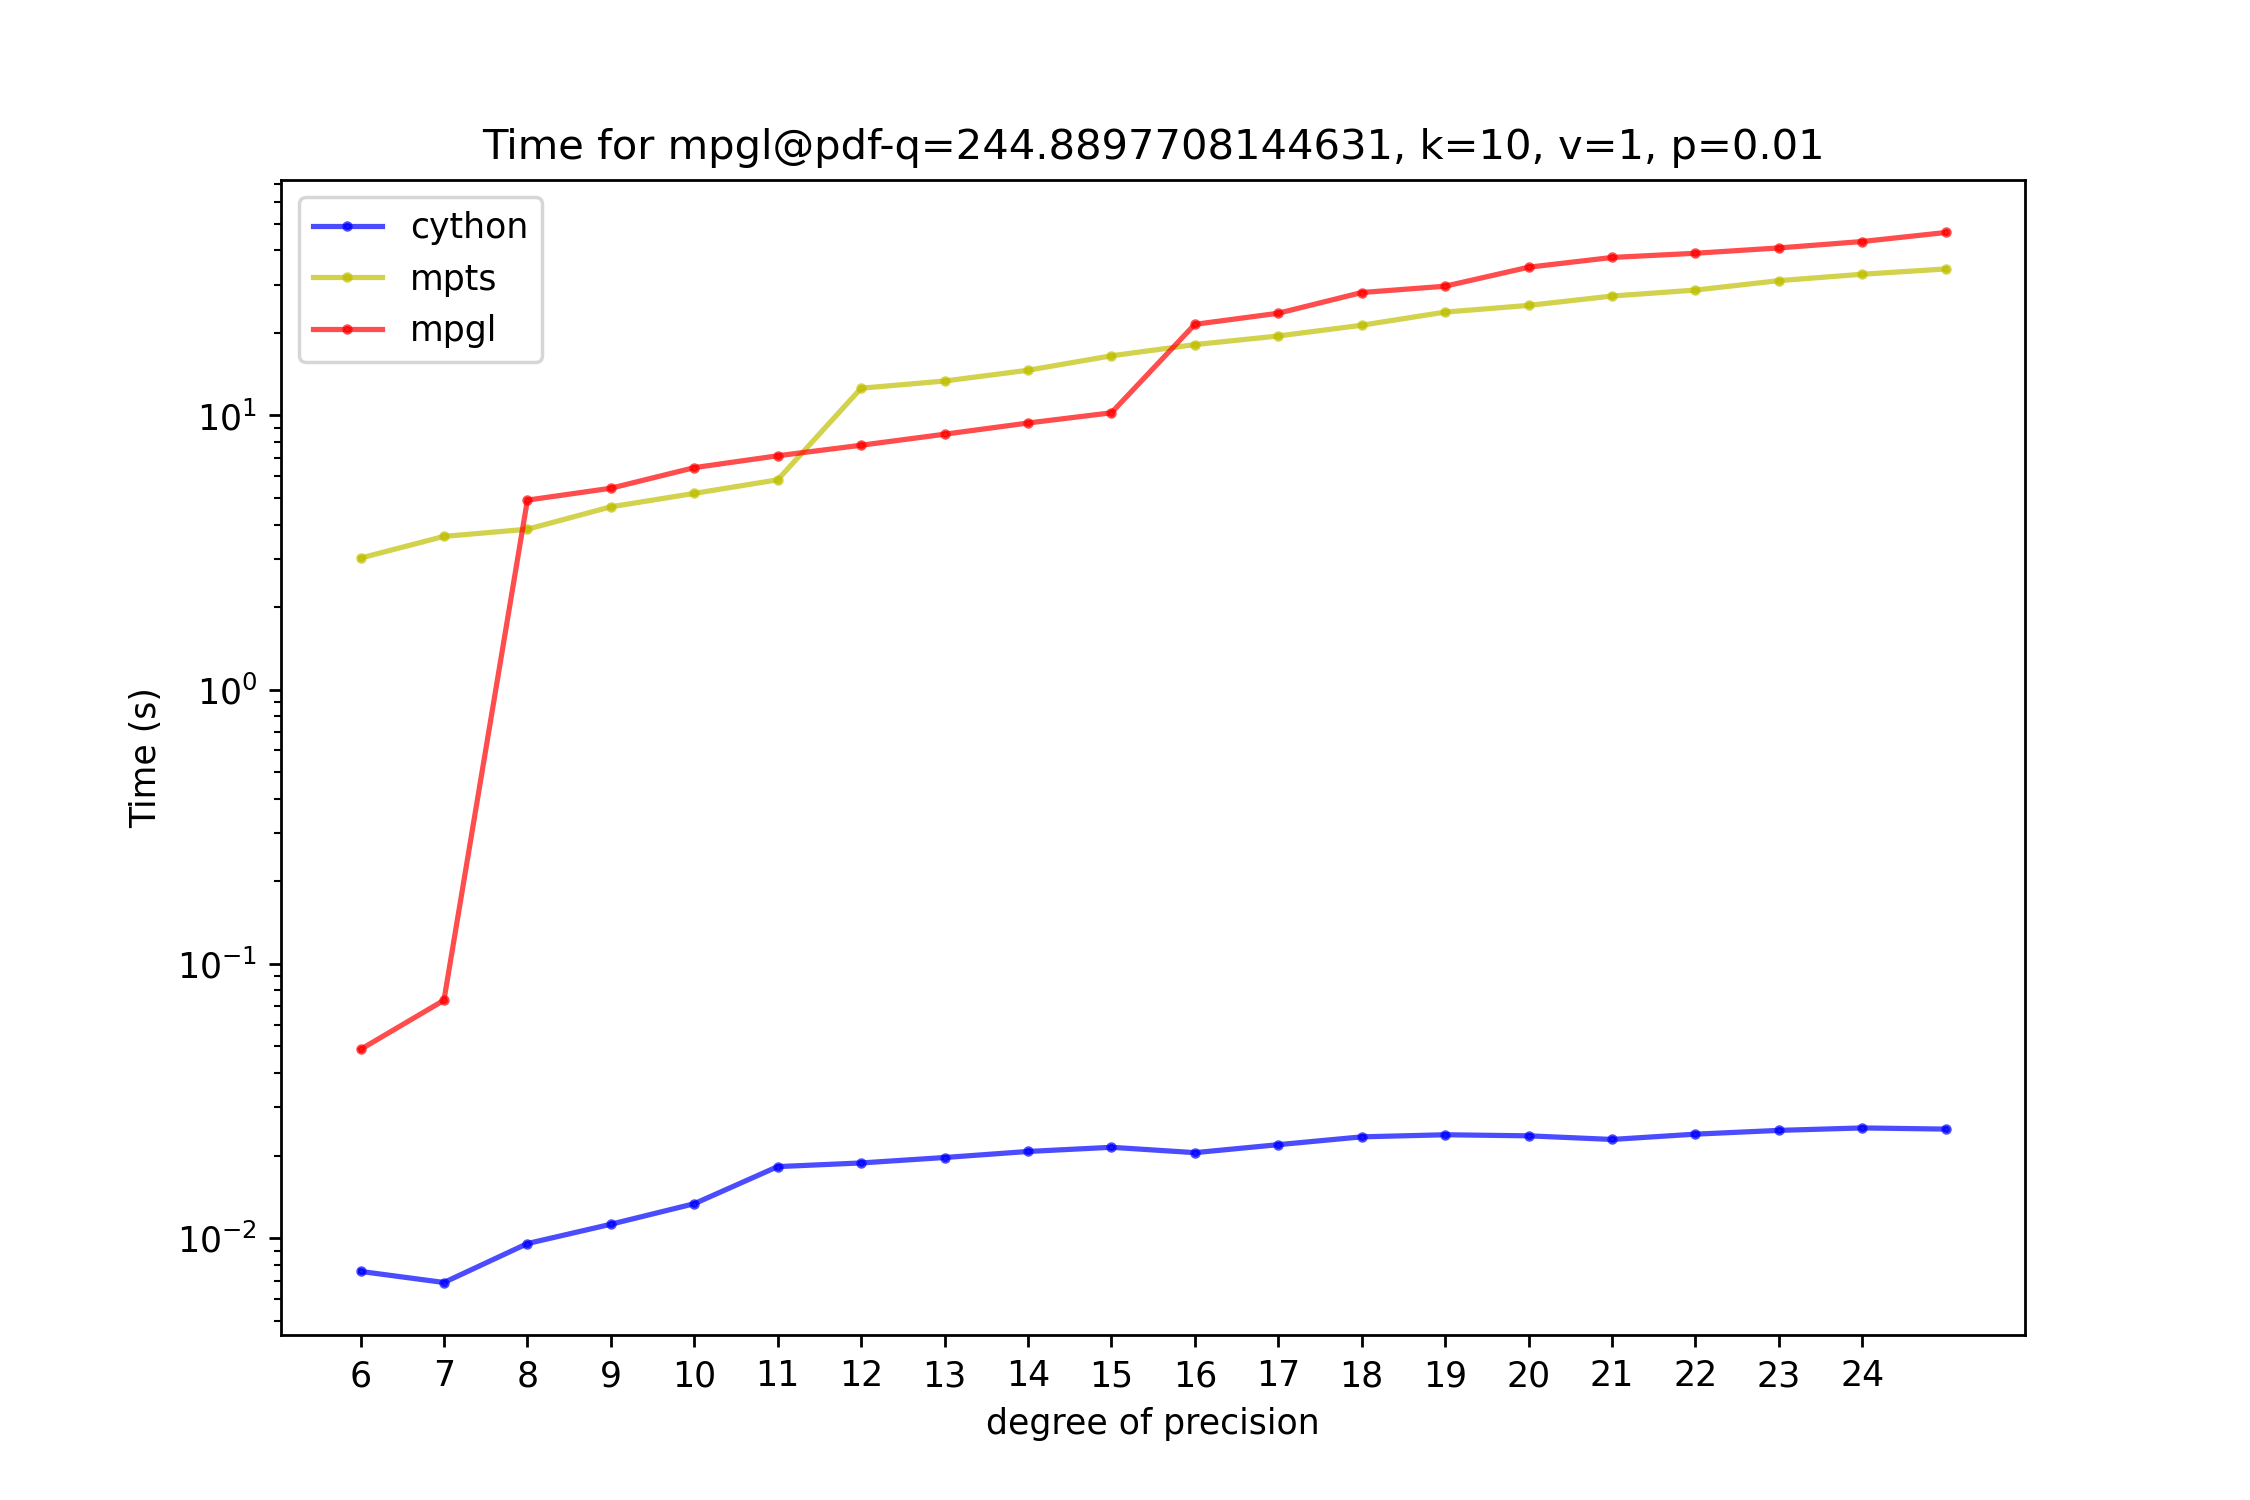 Time for mpgl@pdf-q=244.8897708144631, k=10, v=1, p=0.01
cython
mpts
mpgl
10¹
10⁰
10⁻¹
10⁻²
Time (s)
6 7 8 9 10 11 12 13 14 15 16 17 18 19 20 21 22 23 24
degree of precision